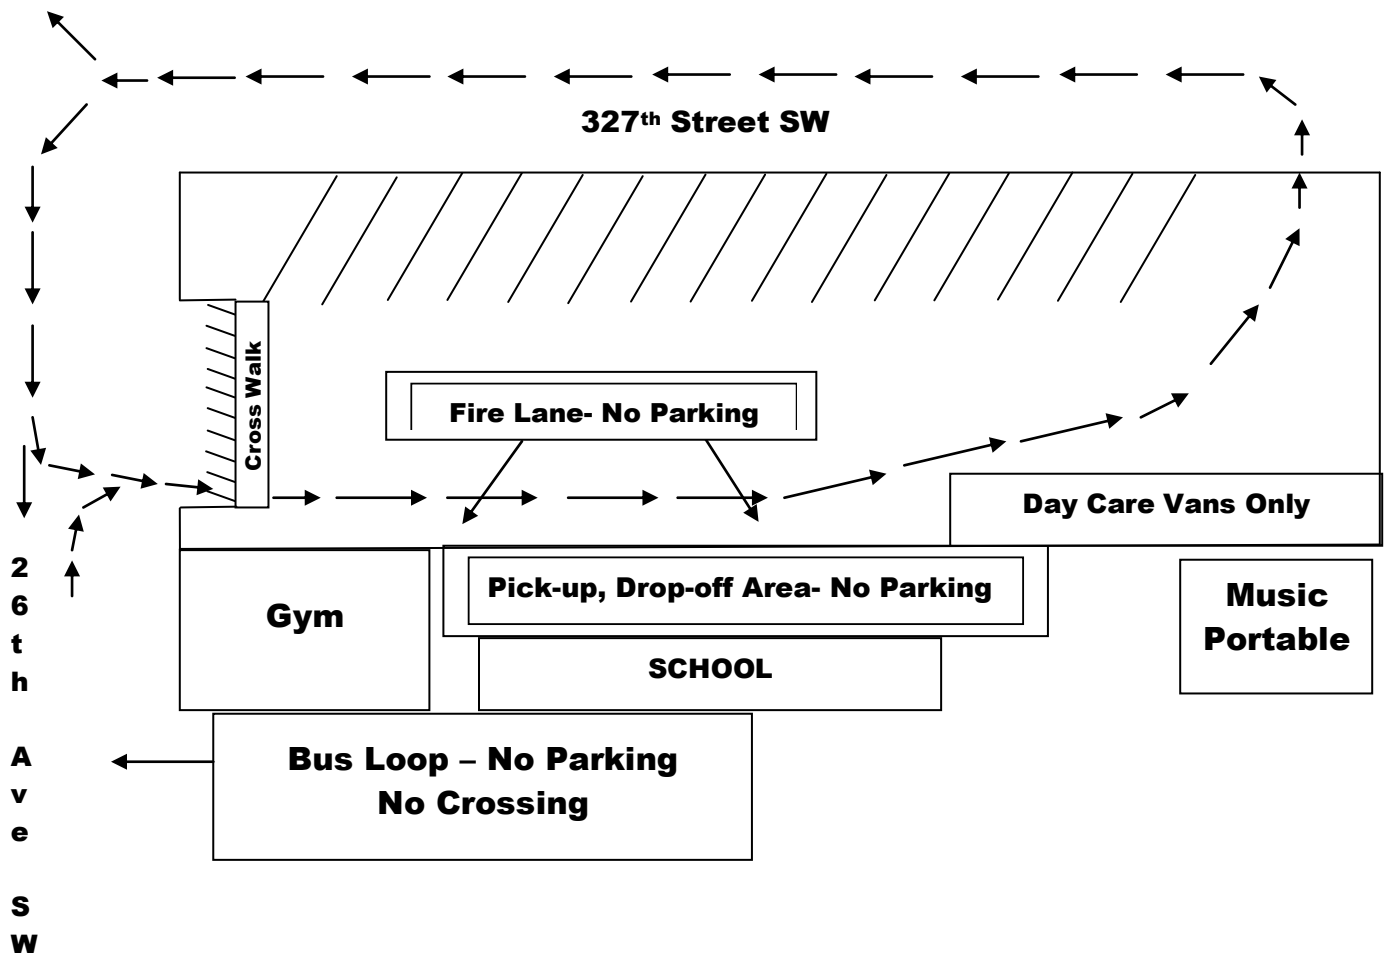 327th Street SW
Cross Walk
Fire Lane- No Parking
Day Care Vans Only
Pick-up, Drop-off Area- No Parking
Gym
Music
Portable
SCHOOL
Bus Loop – No Parking
No Crossing
26th Ave SW